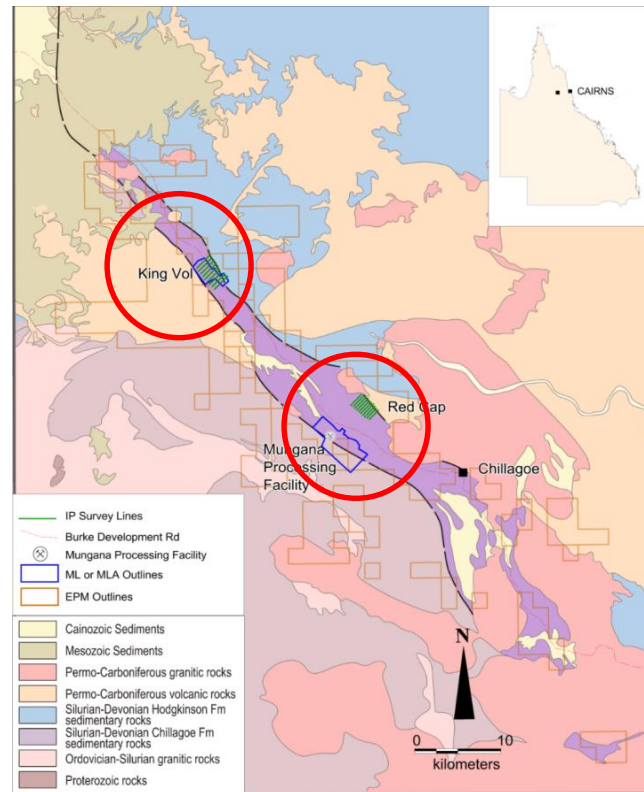 CAIRNS
King Vol
Red Cap
Mungana
Processing
Facility
Chillagoe
IP Survey Lines
Burke Development Rd
Mungana Processing Facility
ML or MLA Outlines
EPM Outlines
Cainozoic Sediments
Mesozoic Sediments
Permo-Carboniferous granitic rocks
Permo-Carboniferous volcanic rocks
Silurian-Devonian Hodgkinson Fm
sedimentary rocks
Silurian-Devonian Chillagoe Fm
sedimentary rocks
Ordovician-Silurian granitic rocks
Proterozoic rocks
N
0 10
kilometers